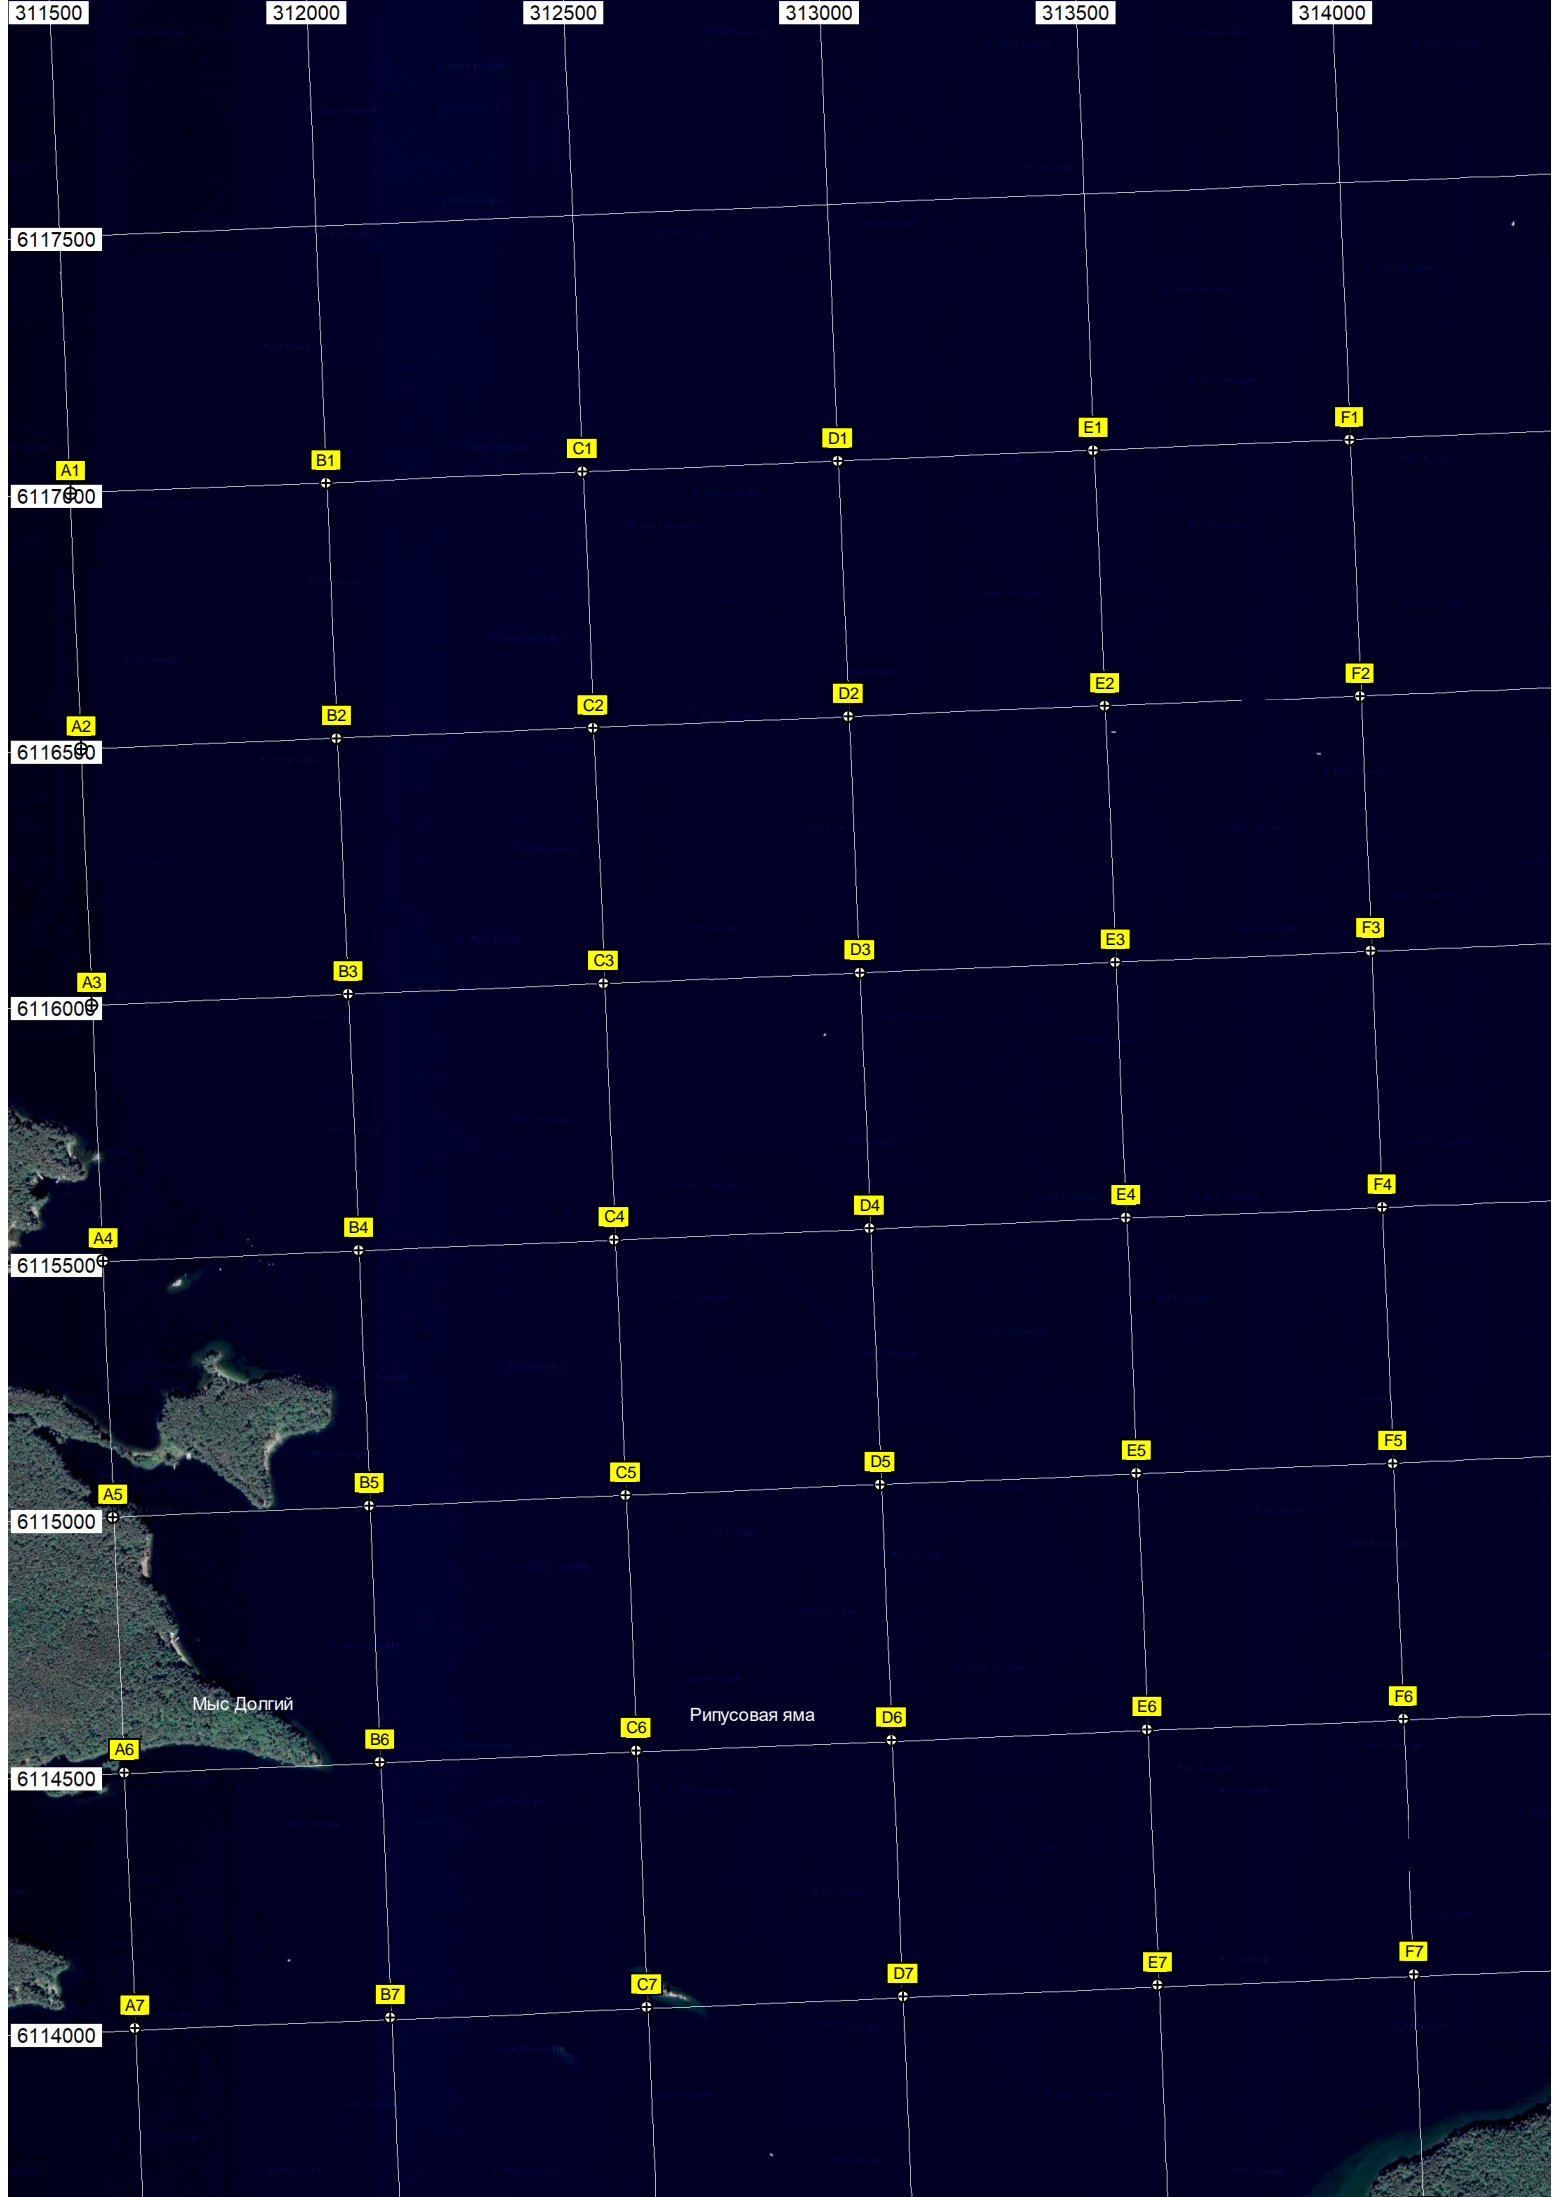 311500 312000 312500 313000 313500 314000
6117500
A1 B1 C1 D1 E1 F1
6117000
A2 B2 C2 D2 E2 F2
6116500
A3 B3 C3 D3 E3 F3
6116000
A4 B4 C4 D4 E4 F4
6115500
A5 B5 C5 D5 E5 F5
6115000
Мыс Долгий
Рипусовая яма
A6 B6 C6 D6 E6 F6
6114500
A7 B7 C7 D7 E7 F7
6114000